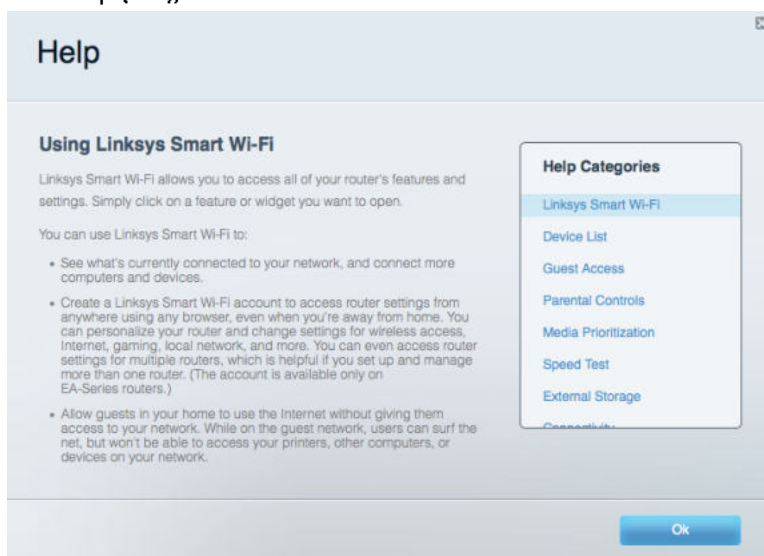 Help
Using Linksys Smart Wi-Fi
Linksys Smart Wi-Fi allows you to access all of your router's features and
settings. Simply click on a feature or widget you want to open.
You can use Linksys Smart Wi-Fi to:
• See what's currently connected to your network, and connect more
computers and devices.
• Create a Linksys Smart Wi-Fi account to access router settings from
anywhere using any browser, even when you're away from home. You
can personalize your router and change settings for wireless access,
Internet, gaming, local network, and more. You can even access router
settings for multiple routers, which is helpful if you set up and manage
more than one router. (The account is available only on
EA-Series routers.)
• Allow guests in your home to use the Internet without giving them
access to your network. While on the guest network, users can surf the
net, but won't be able to access your printers, other computers, or
devices on your network.
Help Categories
Linksys Smart Wi-Fi
Device List
Guest Access
Parental Controls
Media Prioritization
Speed Test
External Storage
Connectivity
Ok